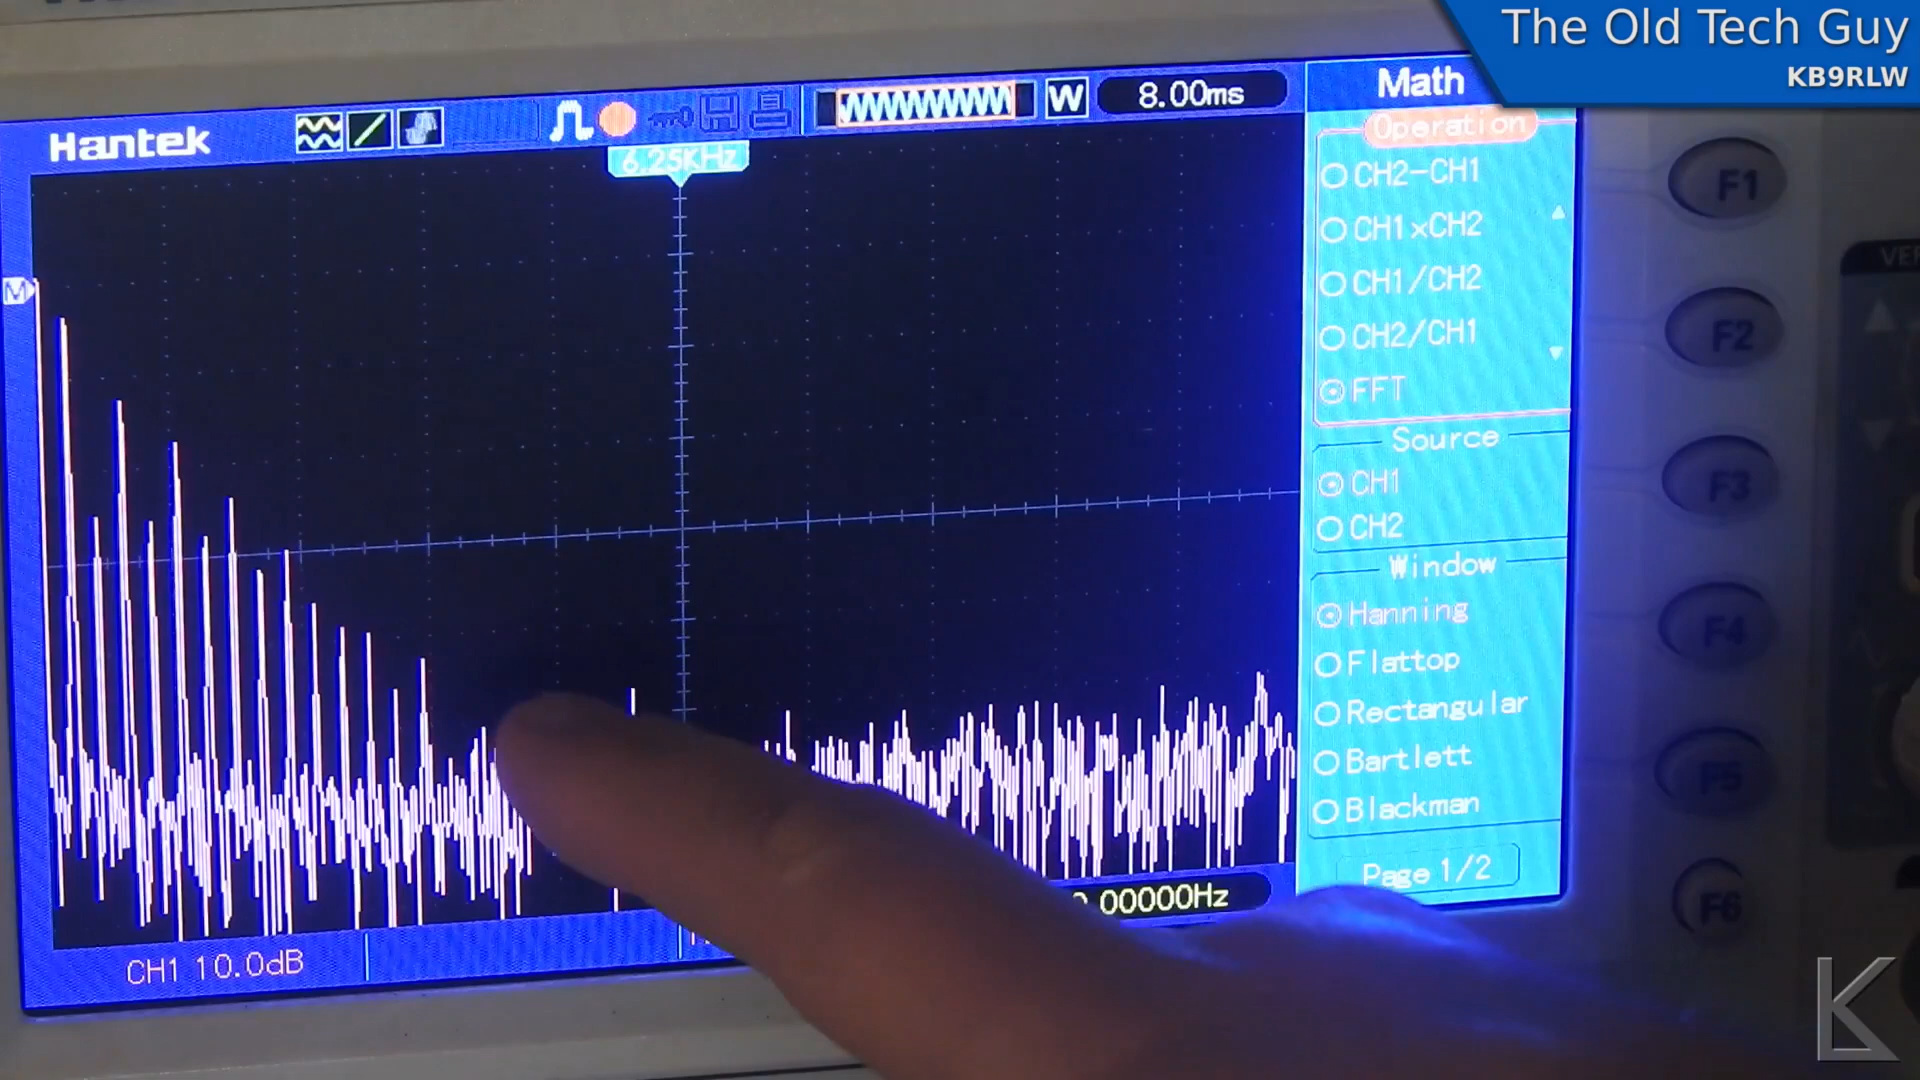 The Old Tech Guy
KB9RLW
Hantek
W
8.00ms
Math
6.25KHz
Operation
CH2-CH1
CH1xCH2
CH1/CH2
CH2/CH1
FFT
Source
CH1
CH2
Window
Hanning
Flattop
Rectangular
Bartlett
Blackman
Page 1/2
M
CH1 10.0dB
.00000Hz
F1
F2
F3
F4
F5
F6
K